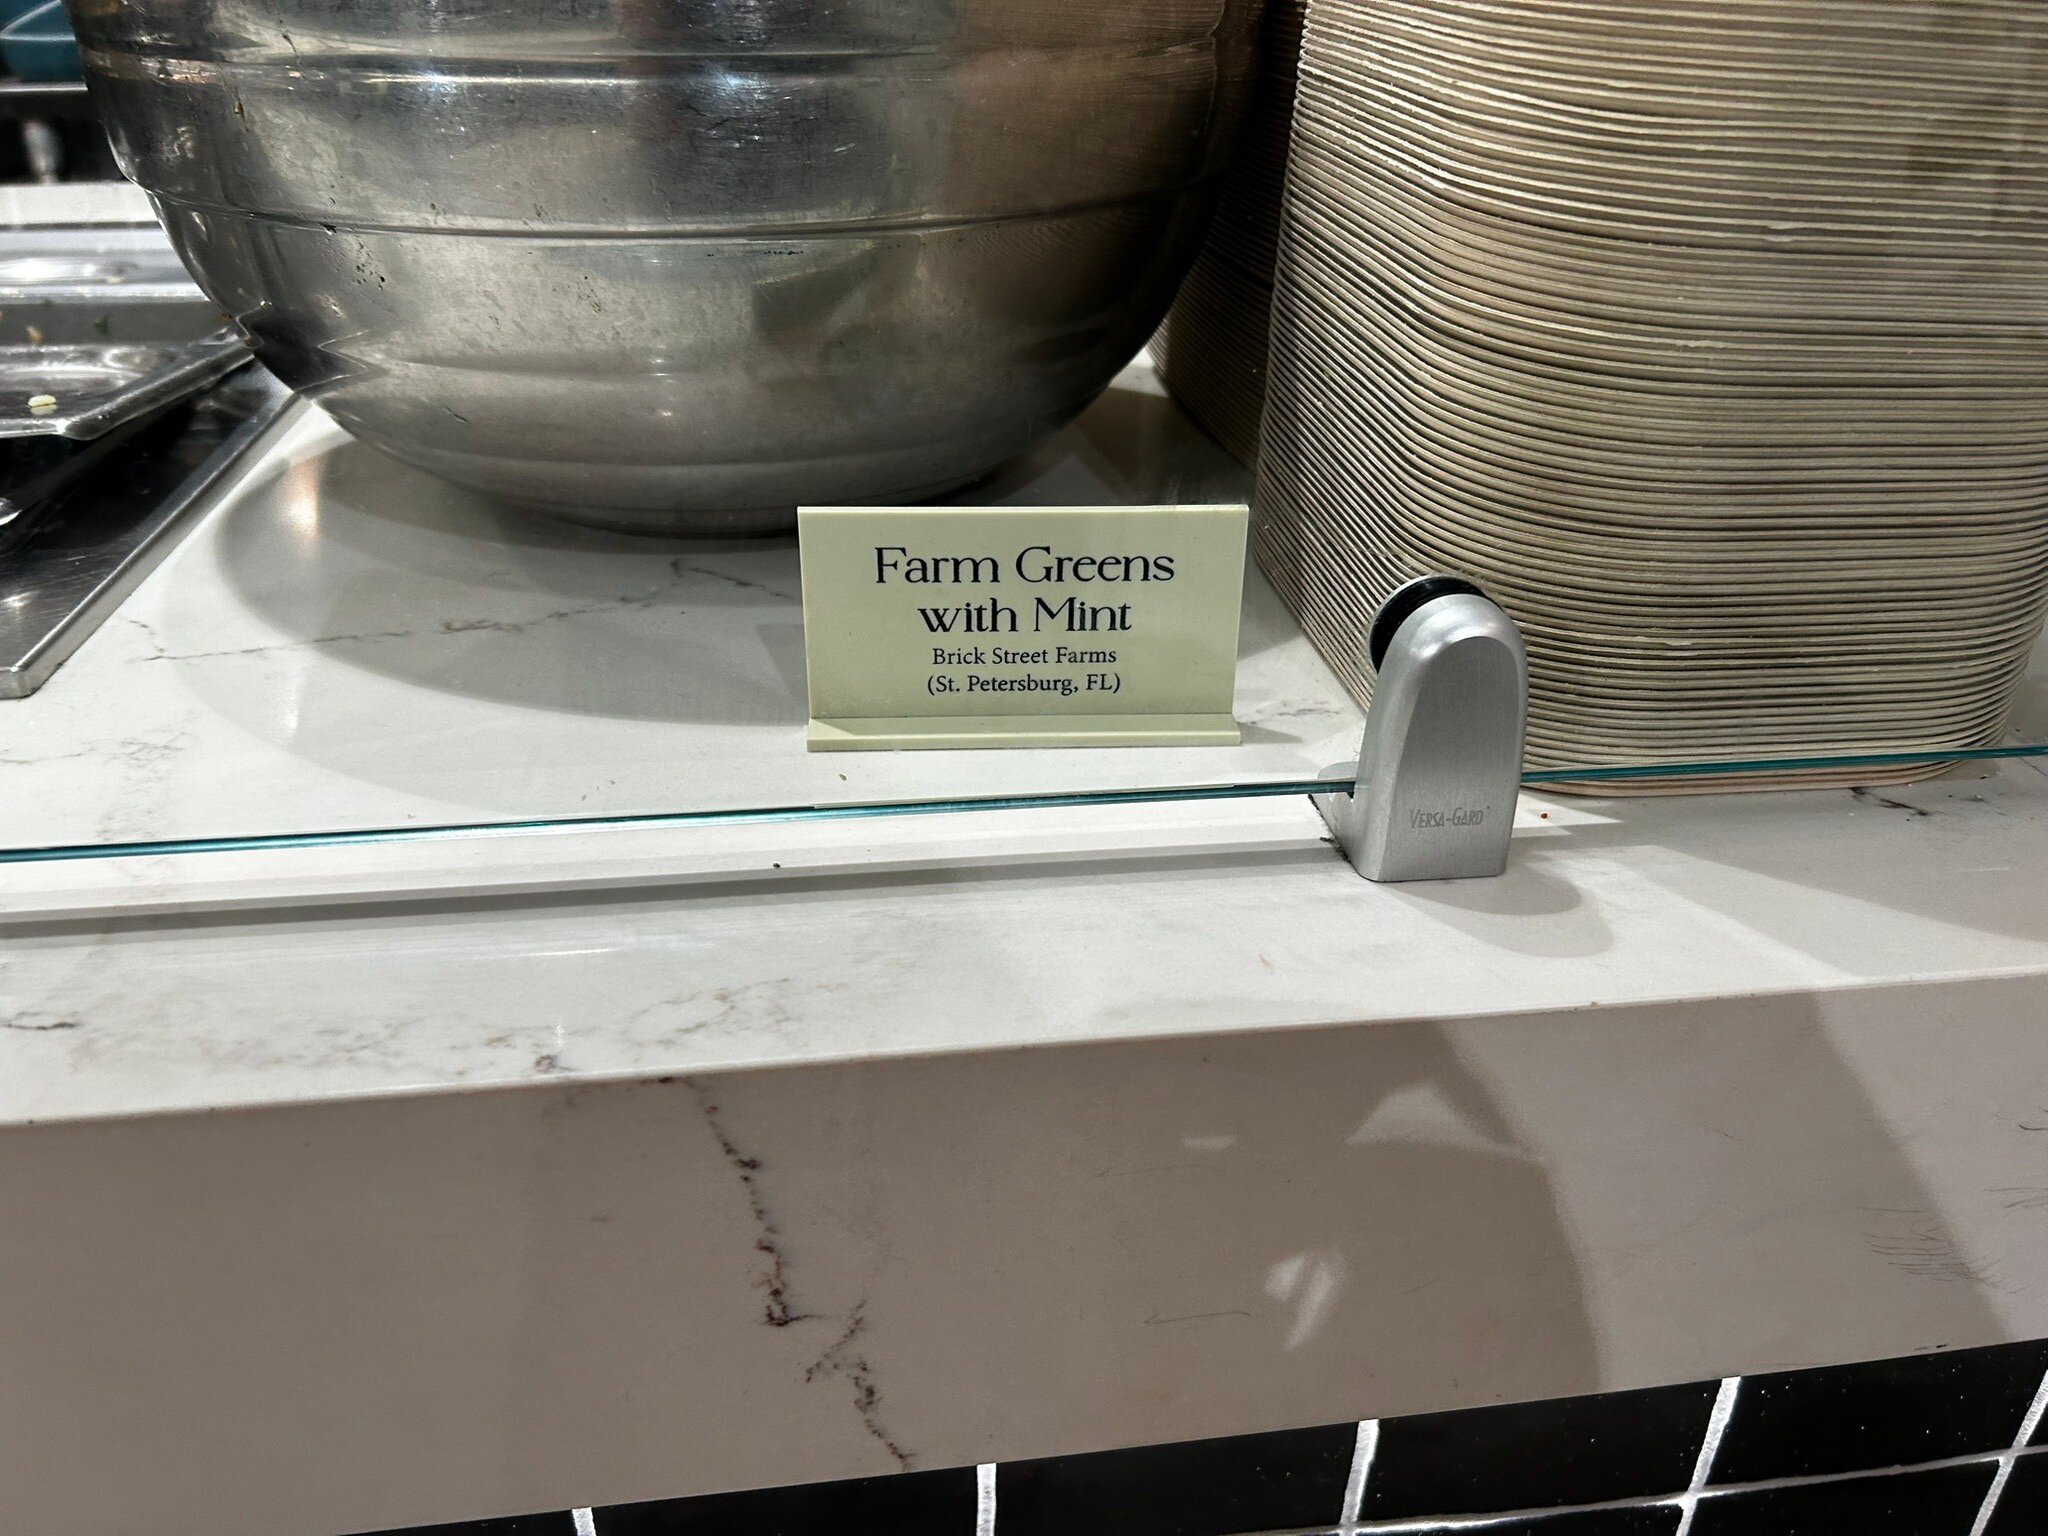 Farm Greens
with Mint
Brick Street Farms
(St. Petersburg, FL)
VERSA-GARD